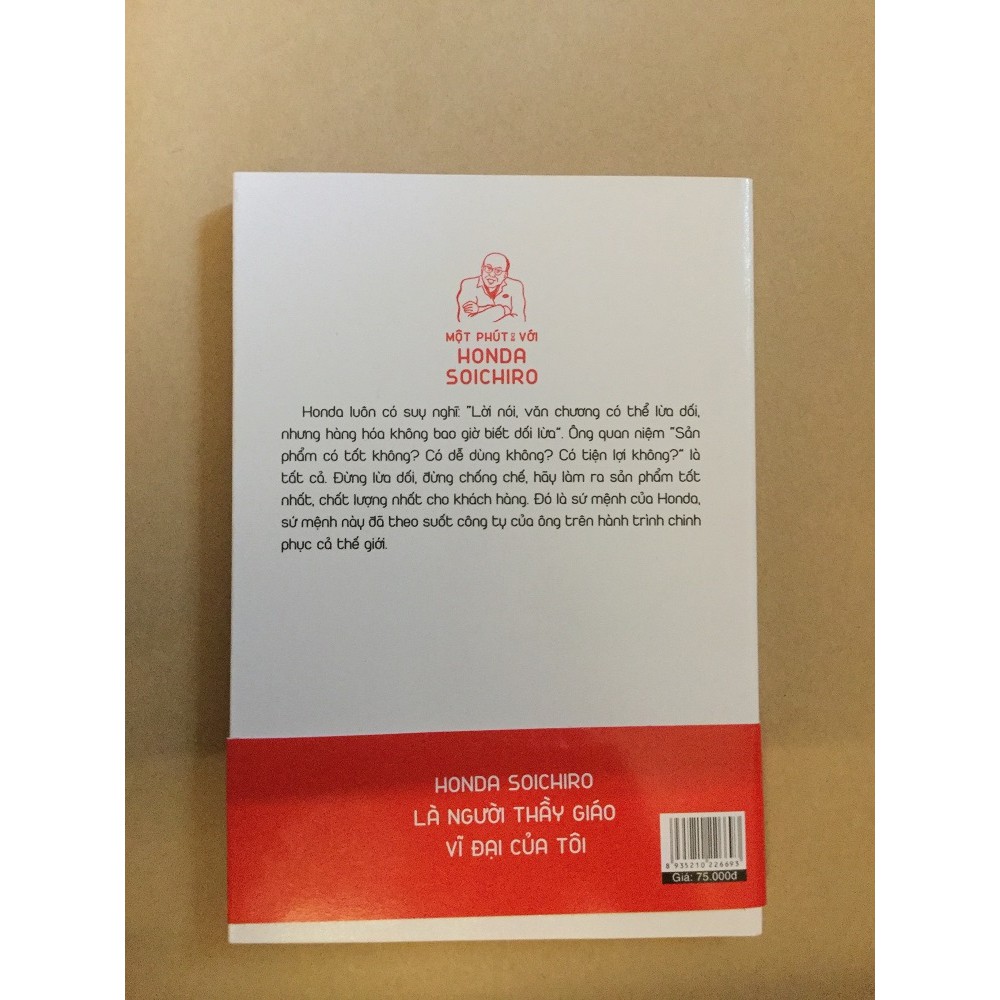 MỘT PHÚT VỚI
HONDA
SOICHIRO
Honda luôn có suy nghĩ: "Lời nói, văn chương có thể lừa dối,
nhưng hàng hóa không bao giờ biết dối lừa". Ông quan niệm "Sản
phẩm có tốt không? Có dễ dùng không? Có tiện lợi không?" là
tất cả. Đừng lừa dối, đừng chống chế, hãy làm ra sản phẩm tốt
nhất, chất lượng nhất cho khách hàng. Đó là sứ mệnh của Honda,
sứ mệnh này đã theo suốt công ty của ông trên hành trình chinh
phục cả thế giới.
HONDA SOICHIRO
LÀ NGƯỜI THẦY GIÁO
VĨ ĐẠI CỦA TÔI
8 935210 226693
Giá: 75.000đ